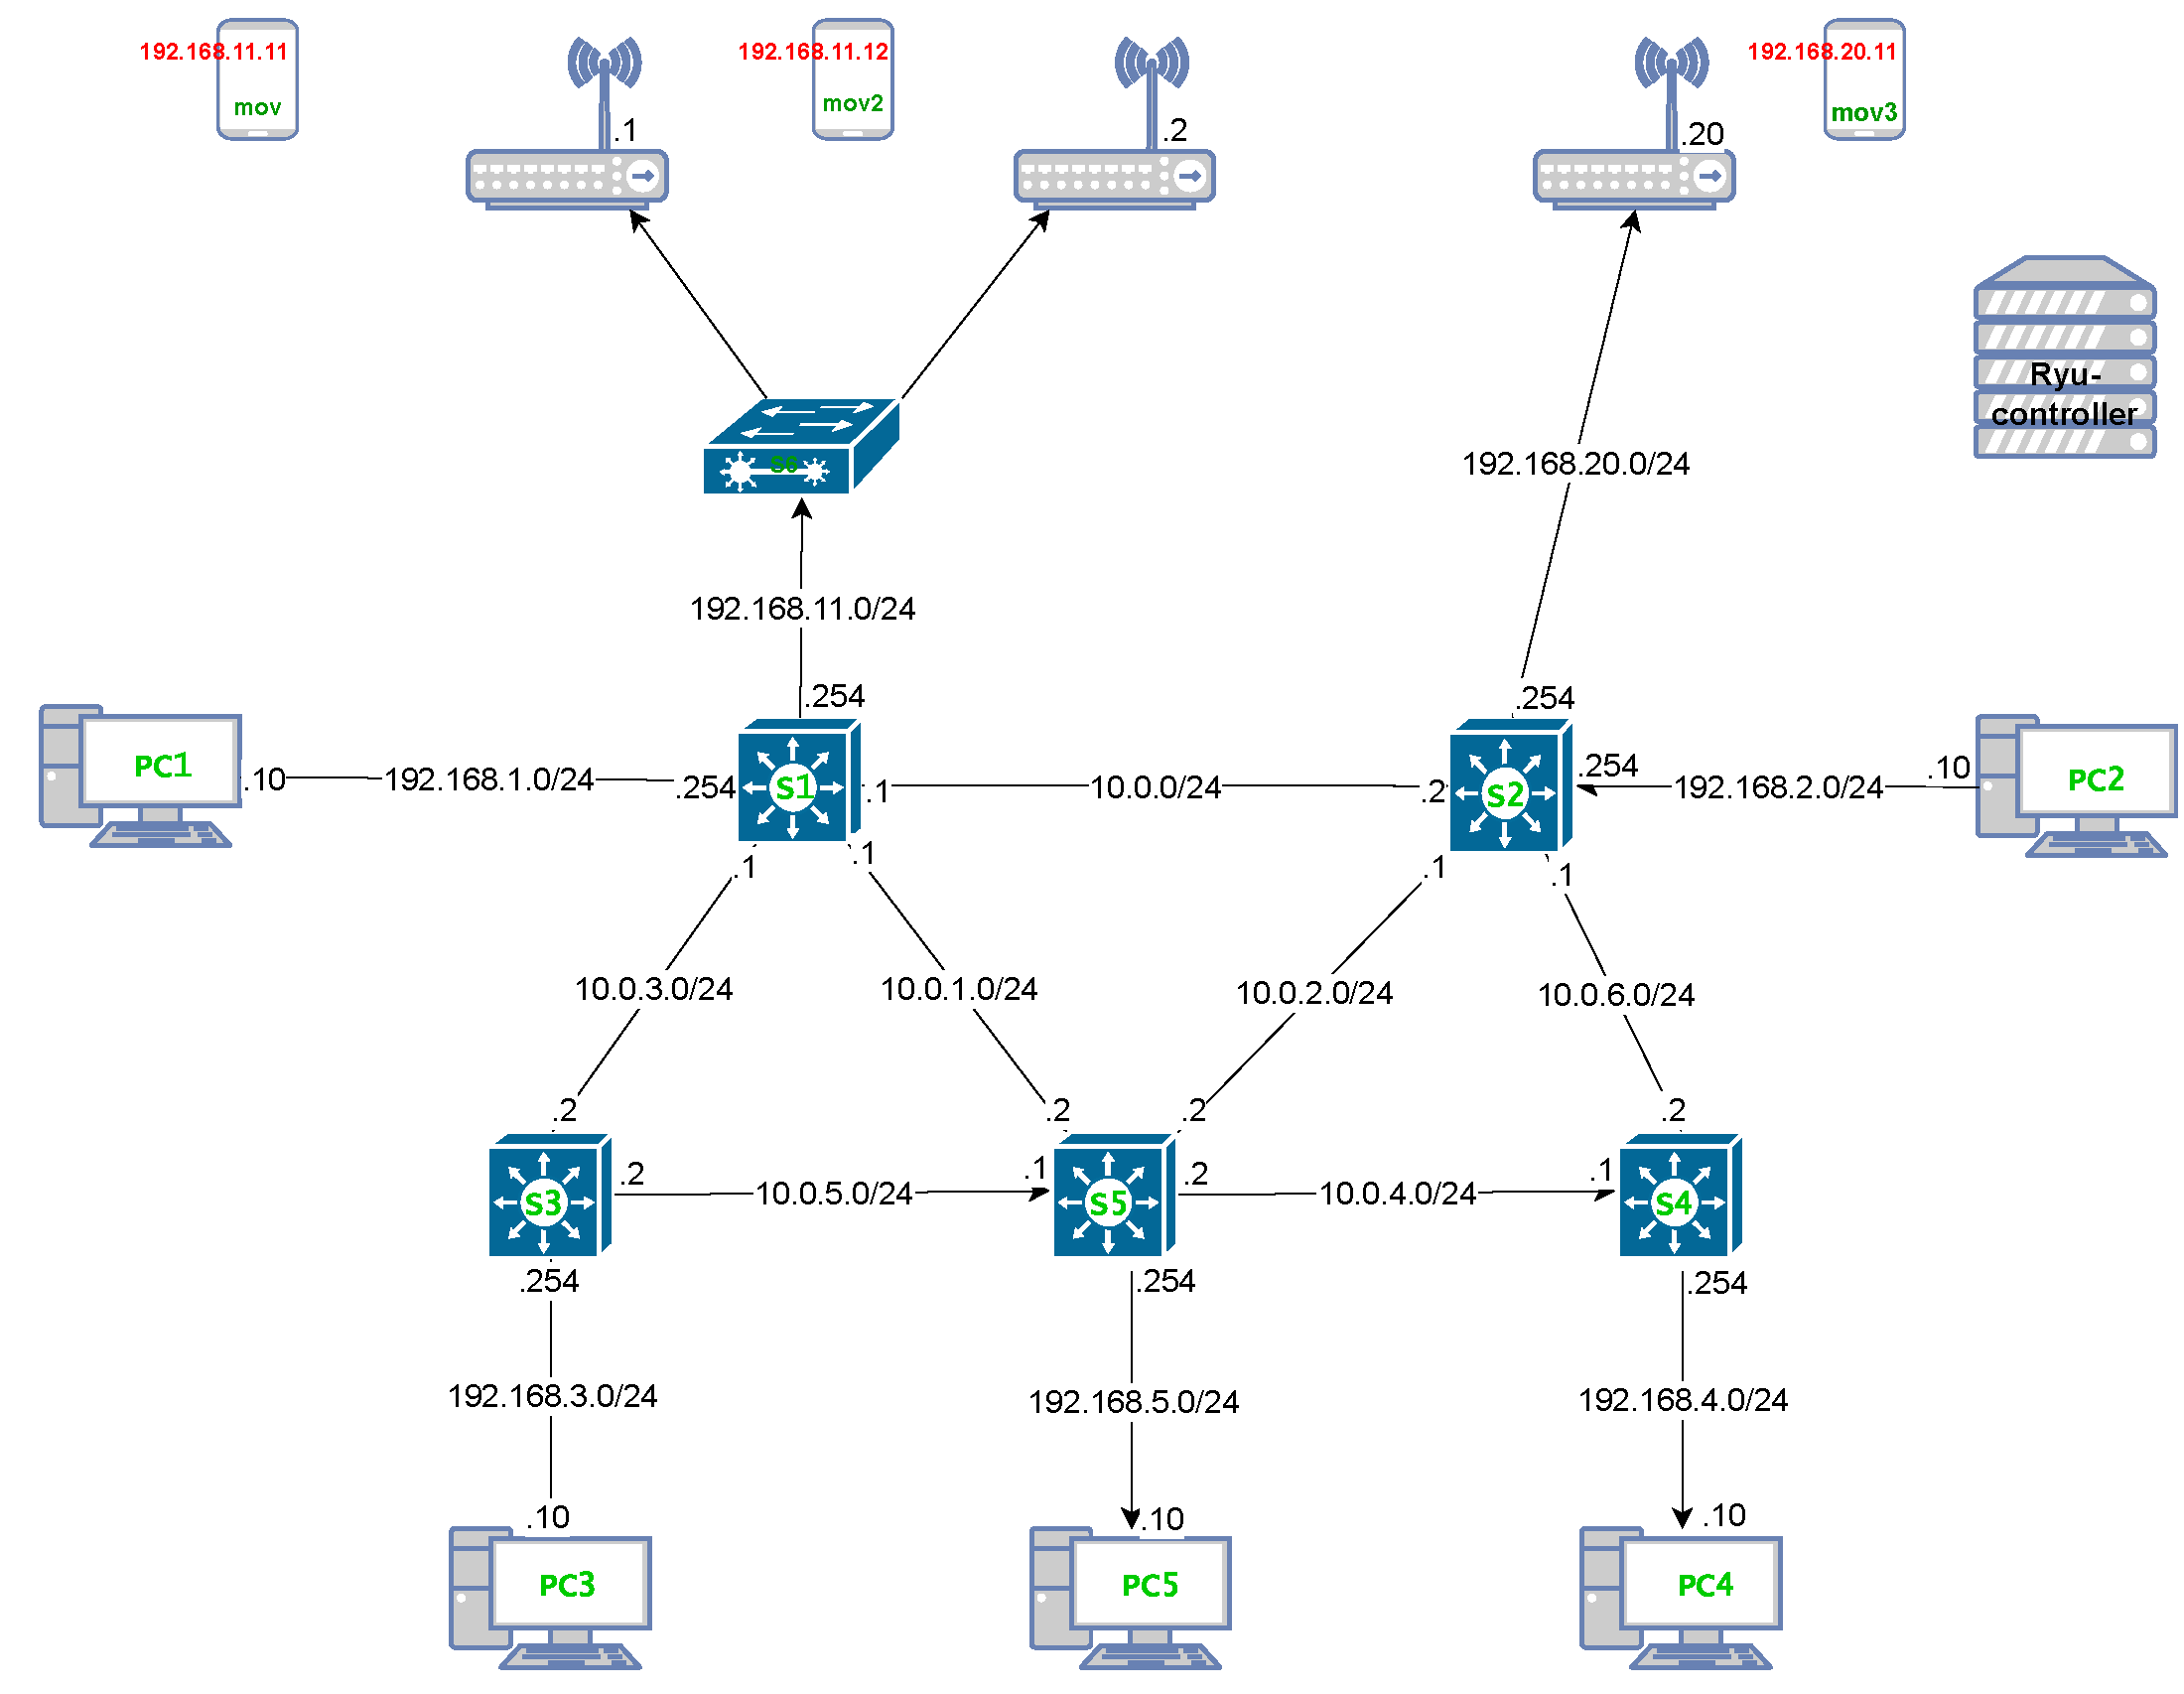 192.168.11.11
mov
.1
192.168.11.12
mov2
.2
192.168.20.11
mov3
.20
Ryu-
controller
S6
192.168.20.0/24
192.168.11.0/24
.254
.254
PC1
.10
192.168.1.0/24
.254
S1
.1
10.0.0/24
.2
S2
.254
192.168.2.0/24
.10
PC2
.1
.1
.1
.1
10.0.3.0/24
10.0.1.0/24
10.0.2.0/24
10.0.6.0/24
.2
.2
.2
.2
S3
.2
10.0.5.0/24
.1
S5
.2
10.0.4.0/24
.1
S4
.254
.254
.254
192.168.3.0/24
192.168.5.0/24
192.168.4.0/24
.10
.10
.10
PC3
PC5
PC4